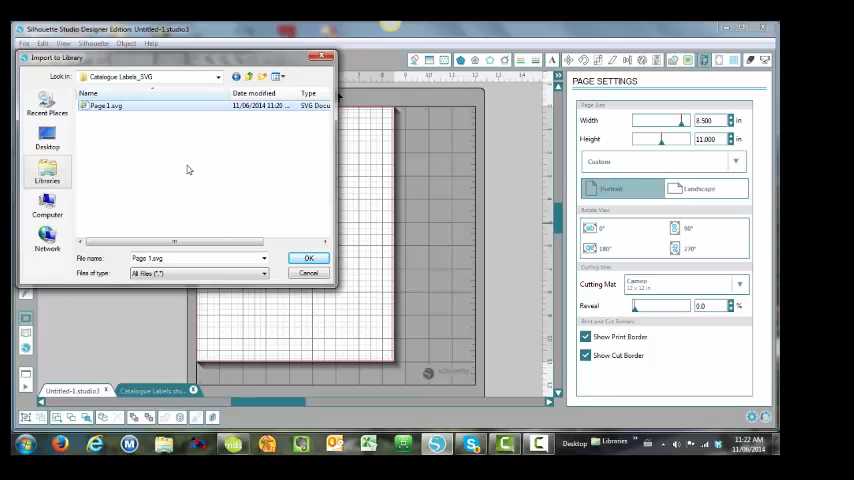 Silhouette Studio Designer Edition: Untitled-1.studio3
File Edit View Silhouette Object Help
Import to Library
Look in: Catalogue Labels_SVG
Name Date modified Type
Page 1.svg 11/06/2014 11:20 ... SVG Docu
Recent Places
Desktop
Libraries
Computer
Network
File name: Page 1.svg OK
Files of type: All Files (*.*) Cancel
silhouette
PAGE SETTINGS
Page Size
Width 8.500 in
Height 11.000 in
Custom
Portrait Landscape
Rotate View
0° 90°
180° 270°
Cutting Mat
Cutting Mat Cameo
12 x 12 in
Reveal 0.0 %
Print and Cut Borders
Show Print Border
Show Cut Border
Untitled-1.studio3 Catalogue Labels.stu...
Desktop Libraries
11:22 AM
11/06/2014